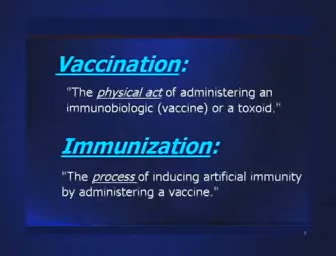 Vaccination:
"The physical act of administering an
immunobiologic (vaccine) or a toxoid."
Immunization:
"The process of inducing artificial immunity
by administering a vaccine."